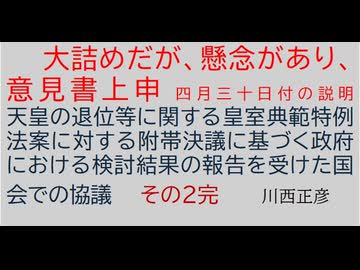 大詰めだが、懸念があり、
意見書上申 四月三十日付の説明
天皇の退位等に関する皇室典範特例
法案に対する附帯決議に基づく政府
における検討結果の報告を受けた国
会での協議 その2完 川西正彦